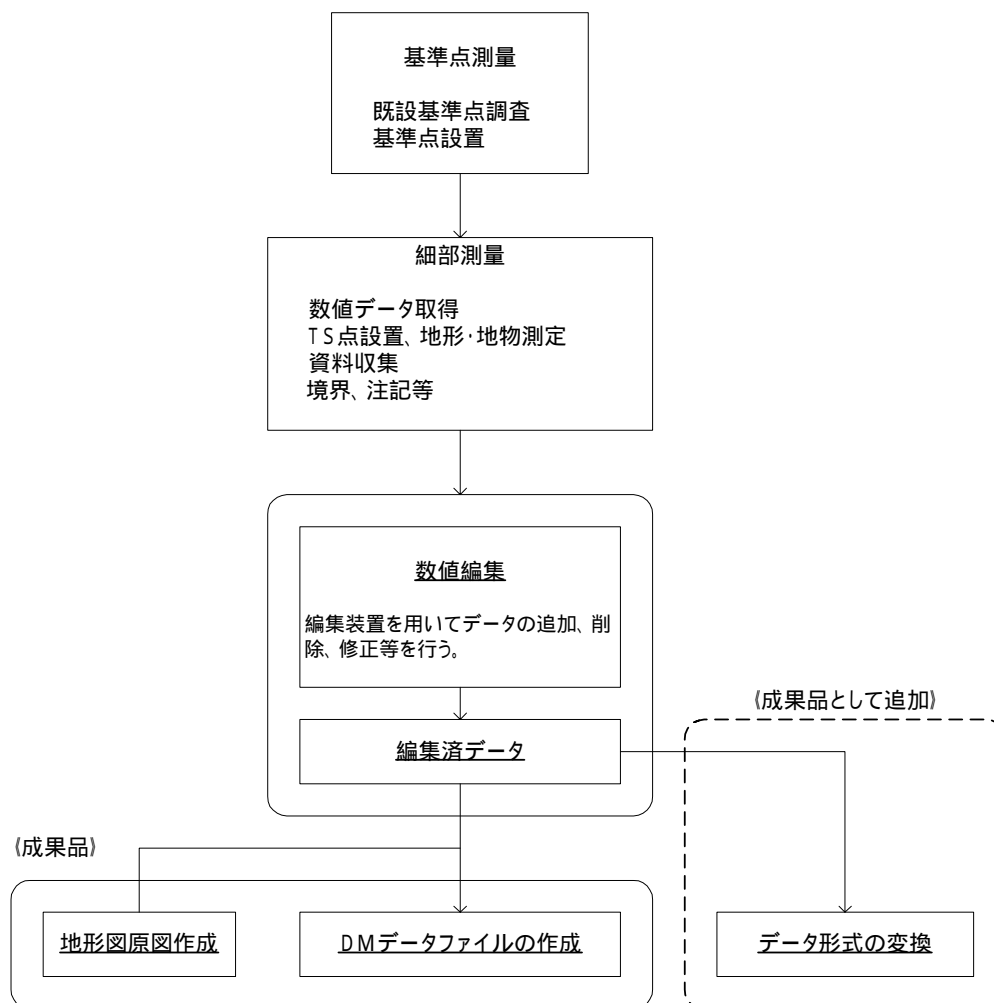 基準点測量
既設基準点調査
基準点設置
細部測量
数値データ取得
TS点設置、地形・地物測定
資料収集
境界、注記等
数値編集
編集装置を用いてデータの追加、削
除、修正等を行う。
《成果品として追加》
編集済データ
《成果品》
地形図原図作成
DMデータファイルの作成
データ形式の変換